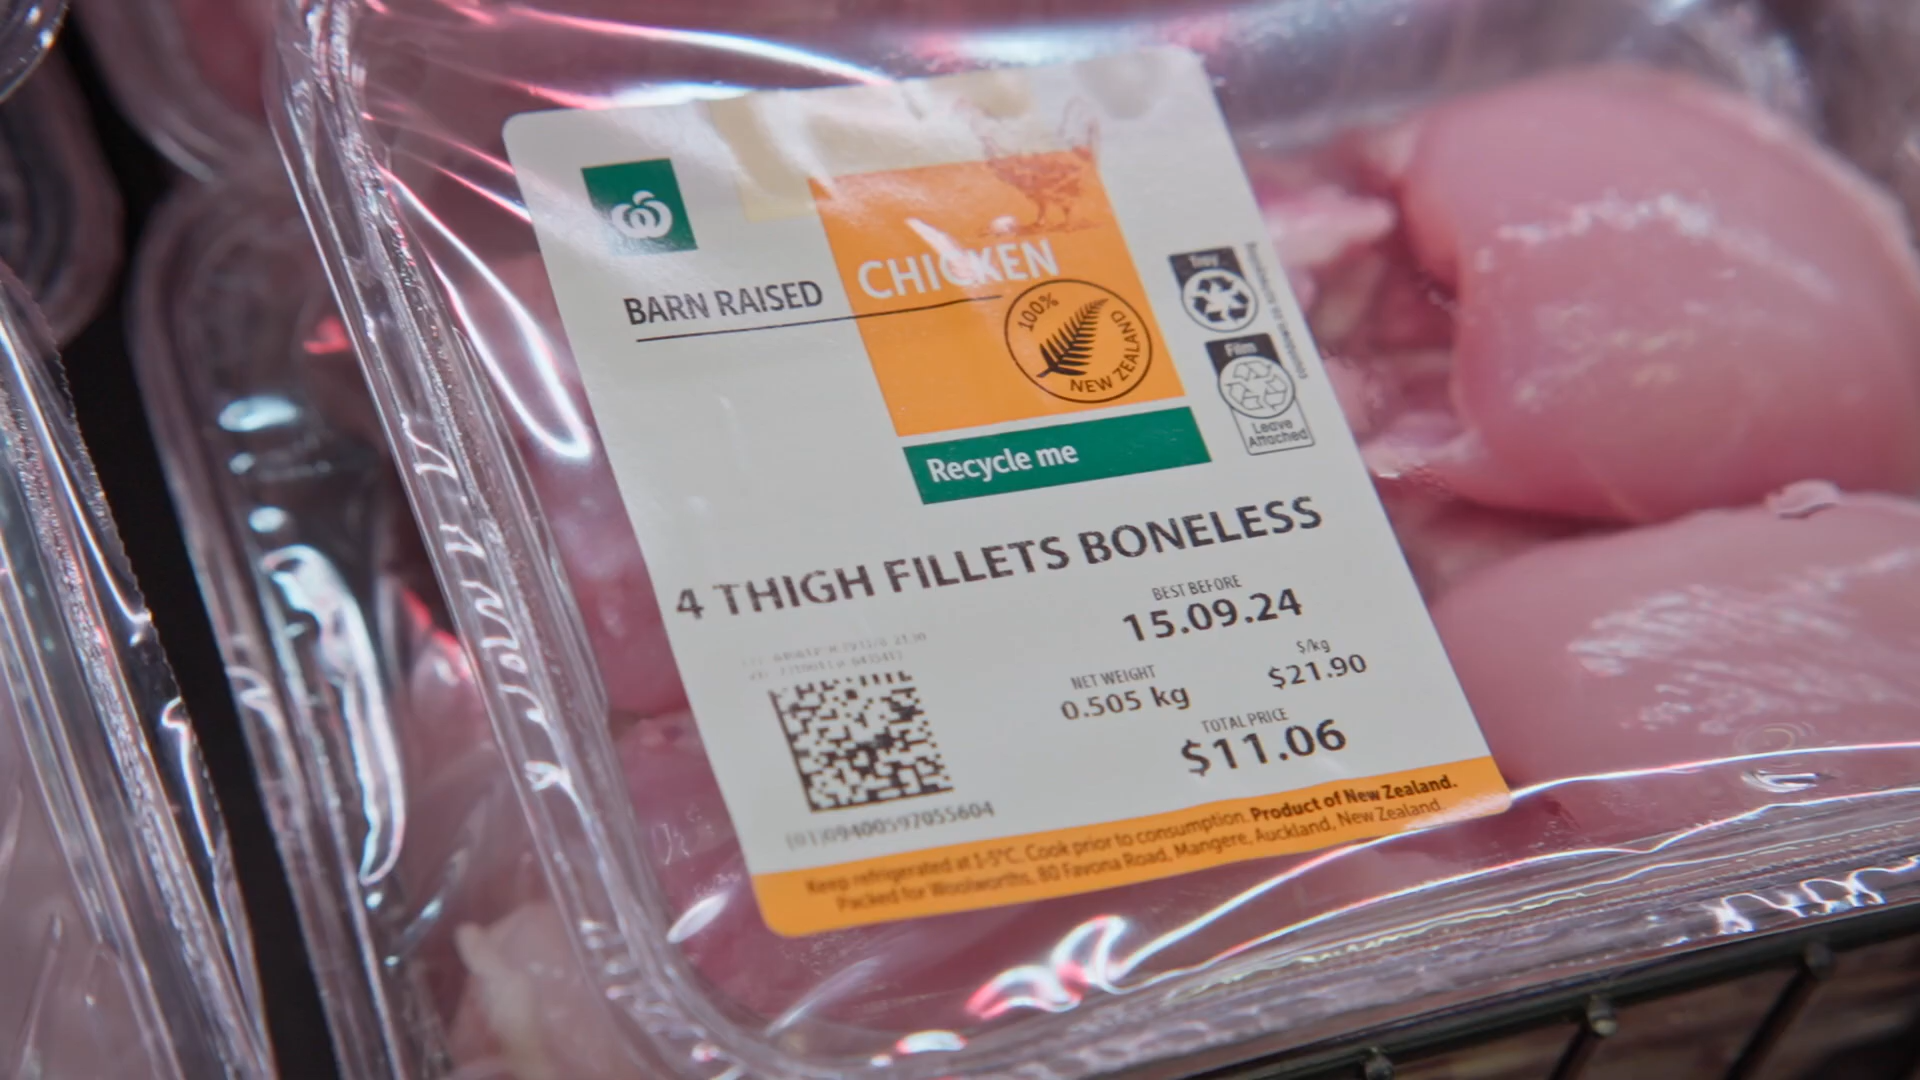 BARN RAISED
CHICKEN
100%
NEW ZEALAND
Tray
Film
Leave
Attached
Recycle me
4 THIGH FILLETS BONELESS
BEST BEFORE
15.09.24
NET WEIGHT
0.505 kg
$/kg
$21.90
TOTAL PRICE
$11.06
(01)09400597055604
Keep refrigerated at 1-5°C. Cook prior to consumption. Product of New Zealand.
Packed for Woolworths, 80 Favona Road, Mangere, Auckland, New Zealand.